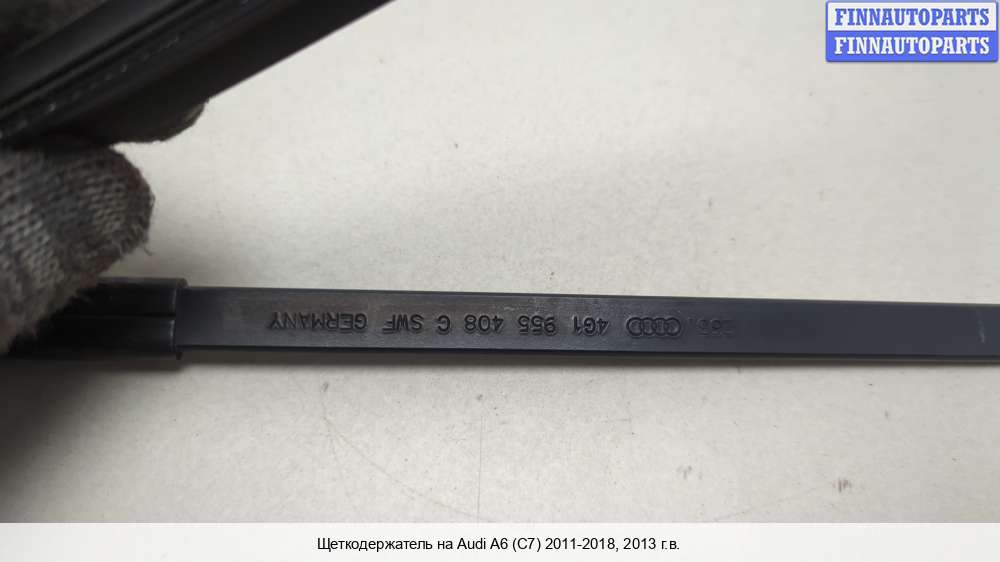 FINNAUTOPARTS
FINNAUTOPARTS
4G1 955 408 C SWF GERMANY
Щеткодержатель на Audi A6 (C7) 2011-2018, 2013 г.в.